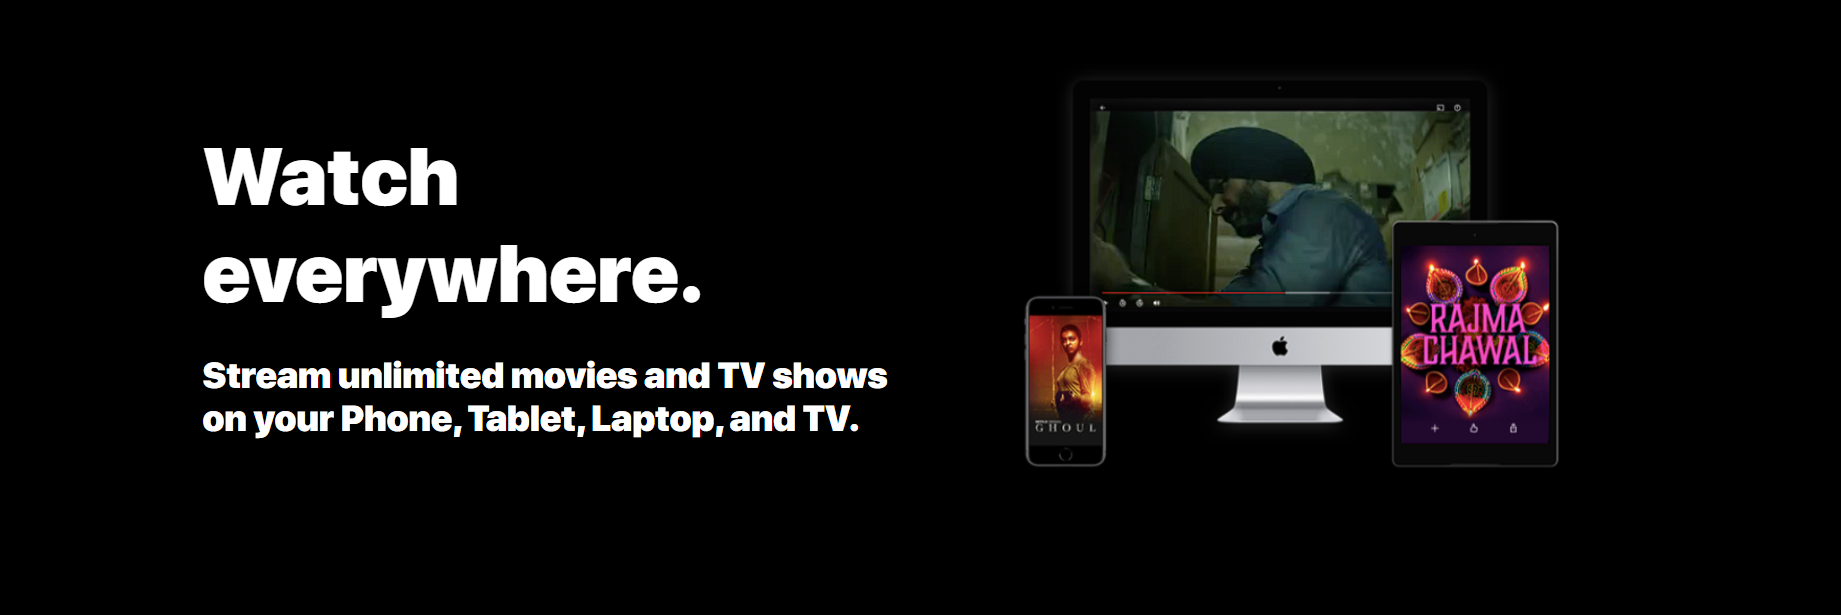 Watch
everywhere.
Stream unlimited movies and TV shows
on your Phone, Tablet, Laptop, and TV.
GHOUL
RAJMA
CHAWAL